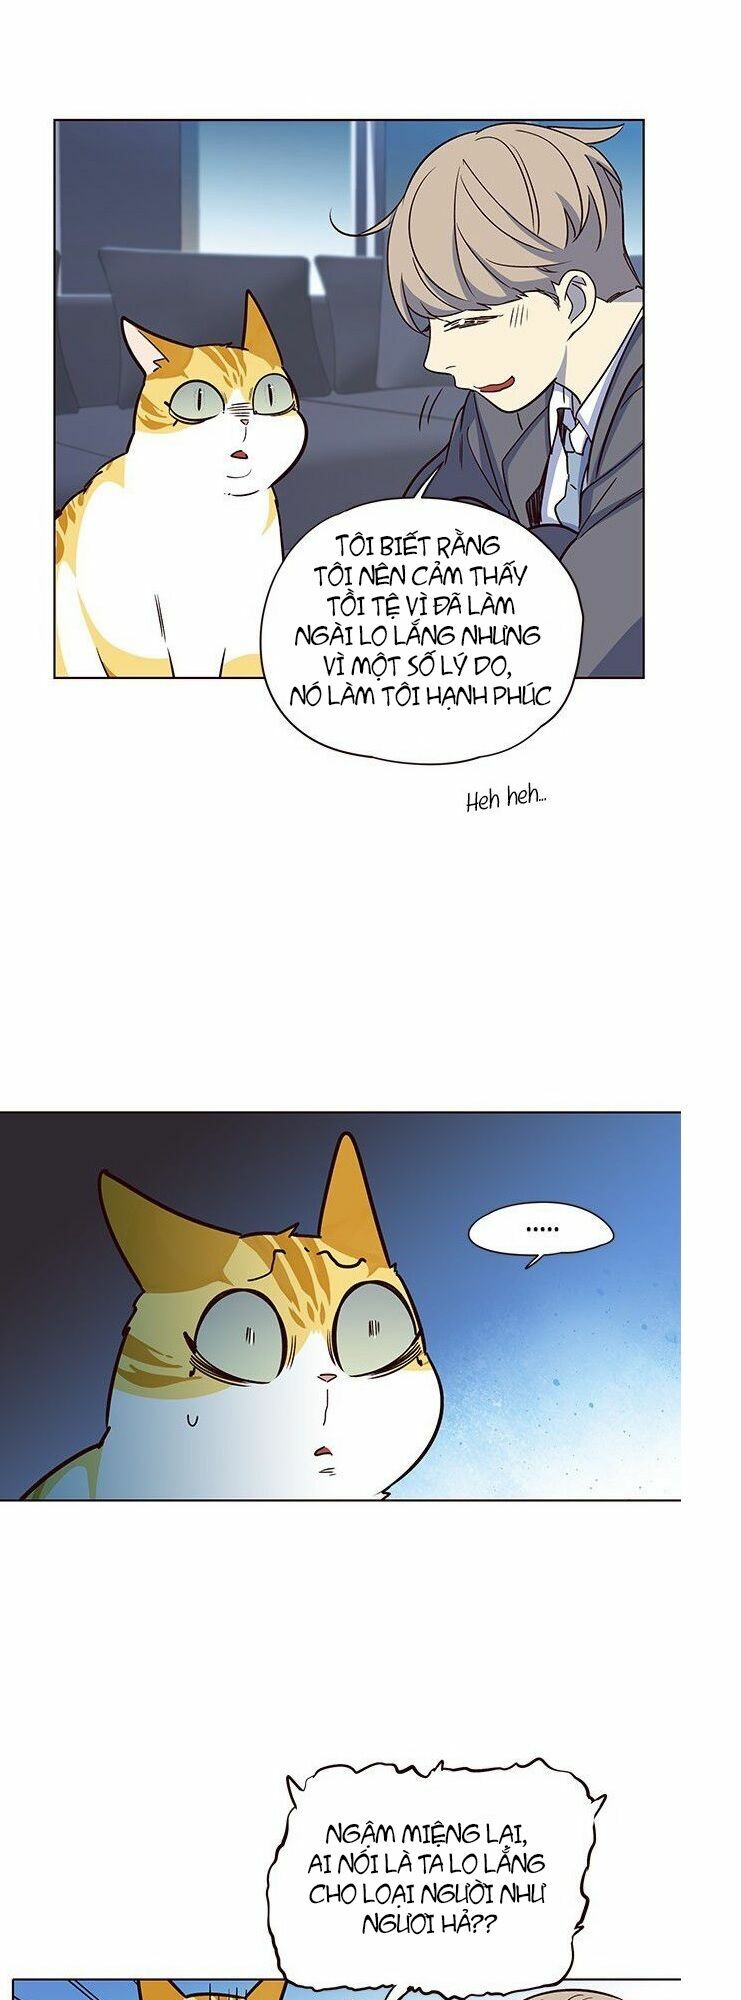 TÔI BIẾT RẰNG
TÔI NÊN CẢM THẤY
TỒI TỆ VÌ ĐÃ LÀM
NGÀI LO LẮNG NHƯNG
VÌ MỘT SỐ LÝ DO,
NÓ LÀM TÔI HẠNH PHÚC
Heh heh...
.....
NGẬM MIỆNG LẠI,
AI NÓI LÀ TA LO LẮNG
CHO LOẠI NGƯỜI NHƯ
NGƯƠI HẢ??